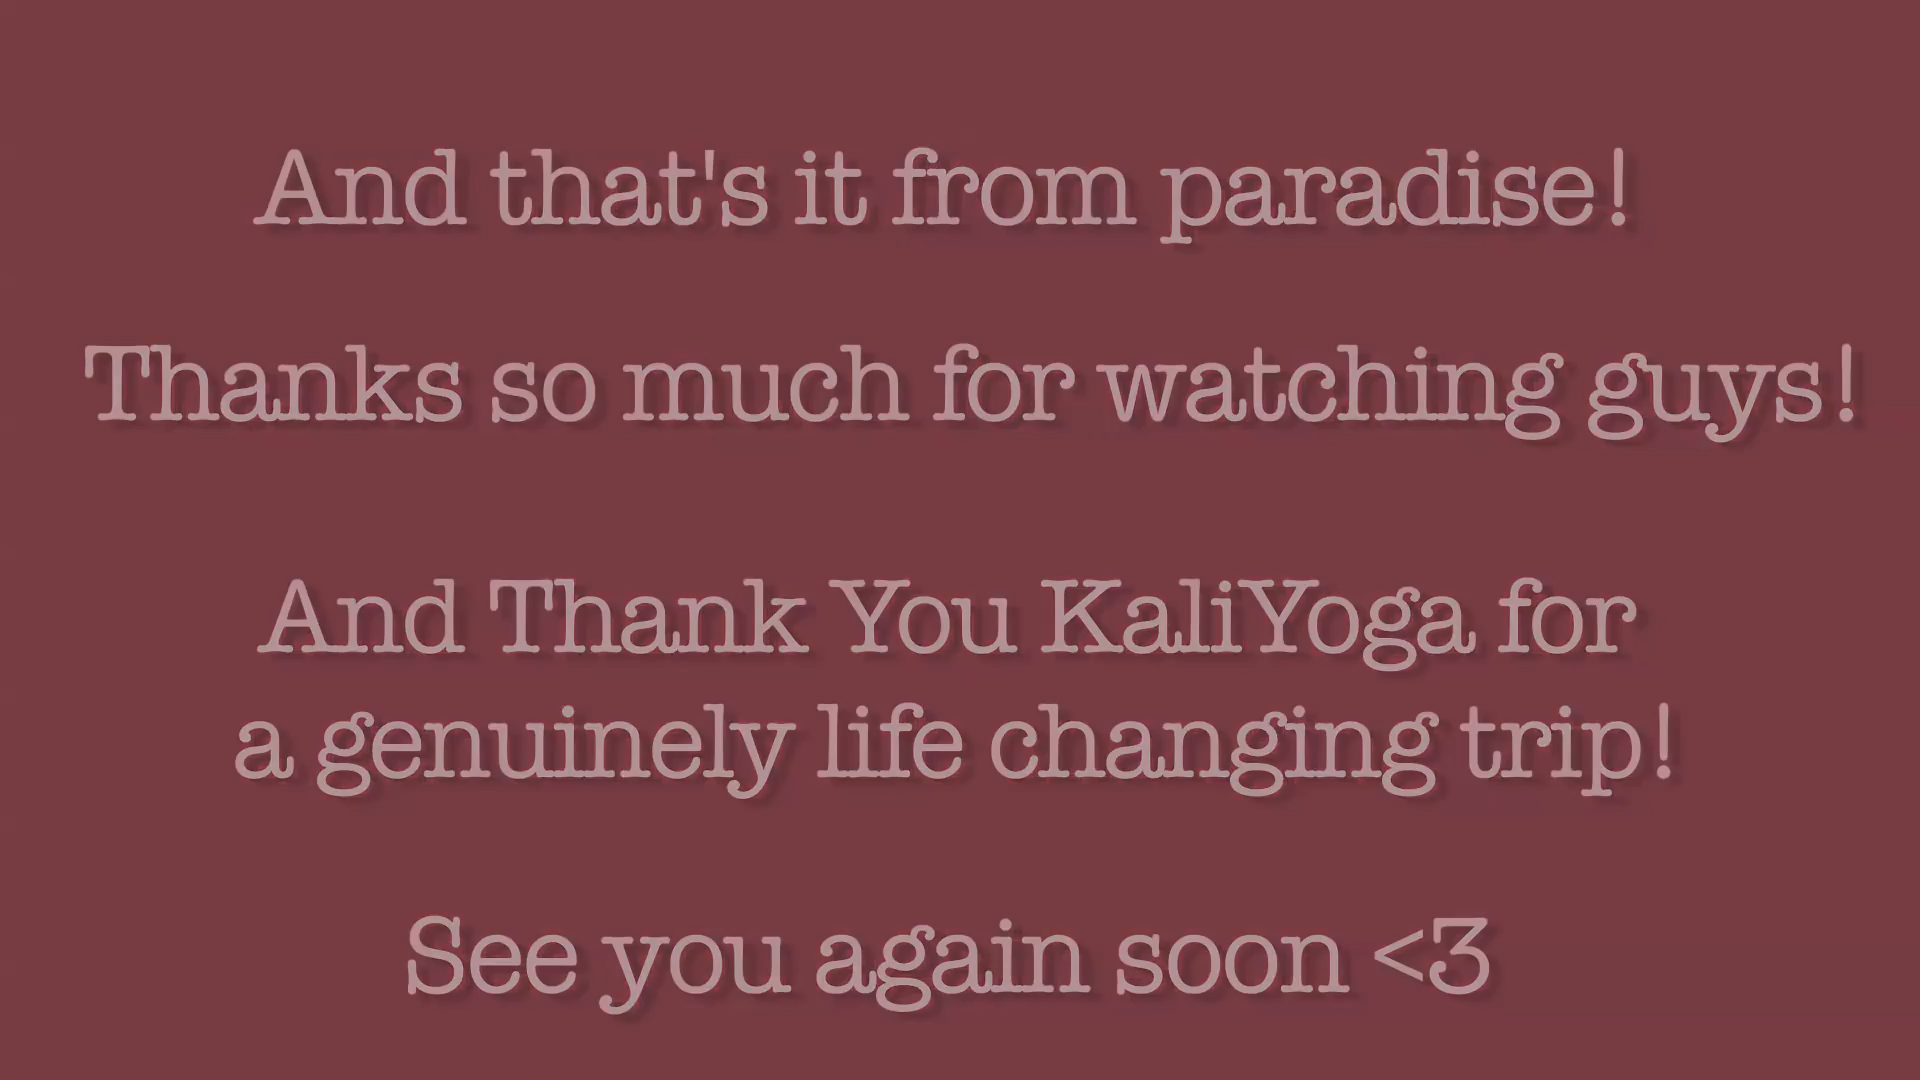 And that's it from paradise!
Thanks so much for watching guys!
And Thank You KaliYoga for
a genuinely life changing trip!
See you again soon <3